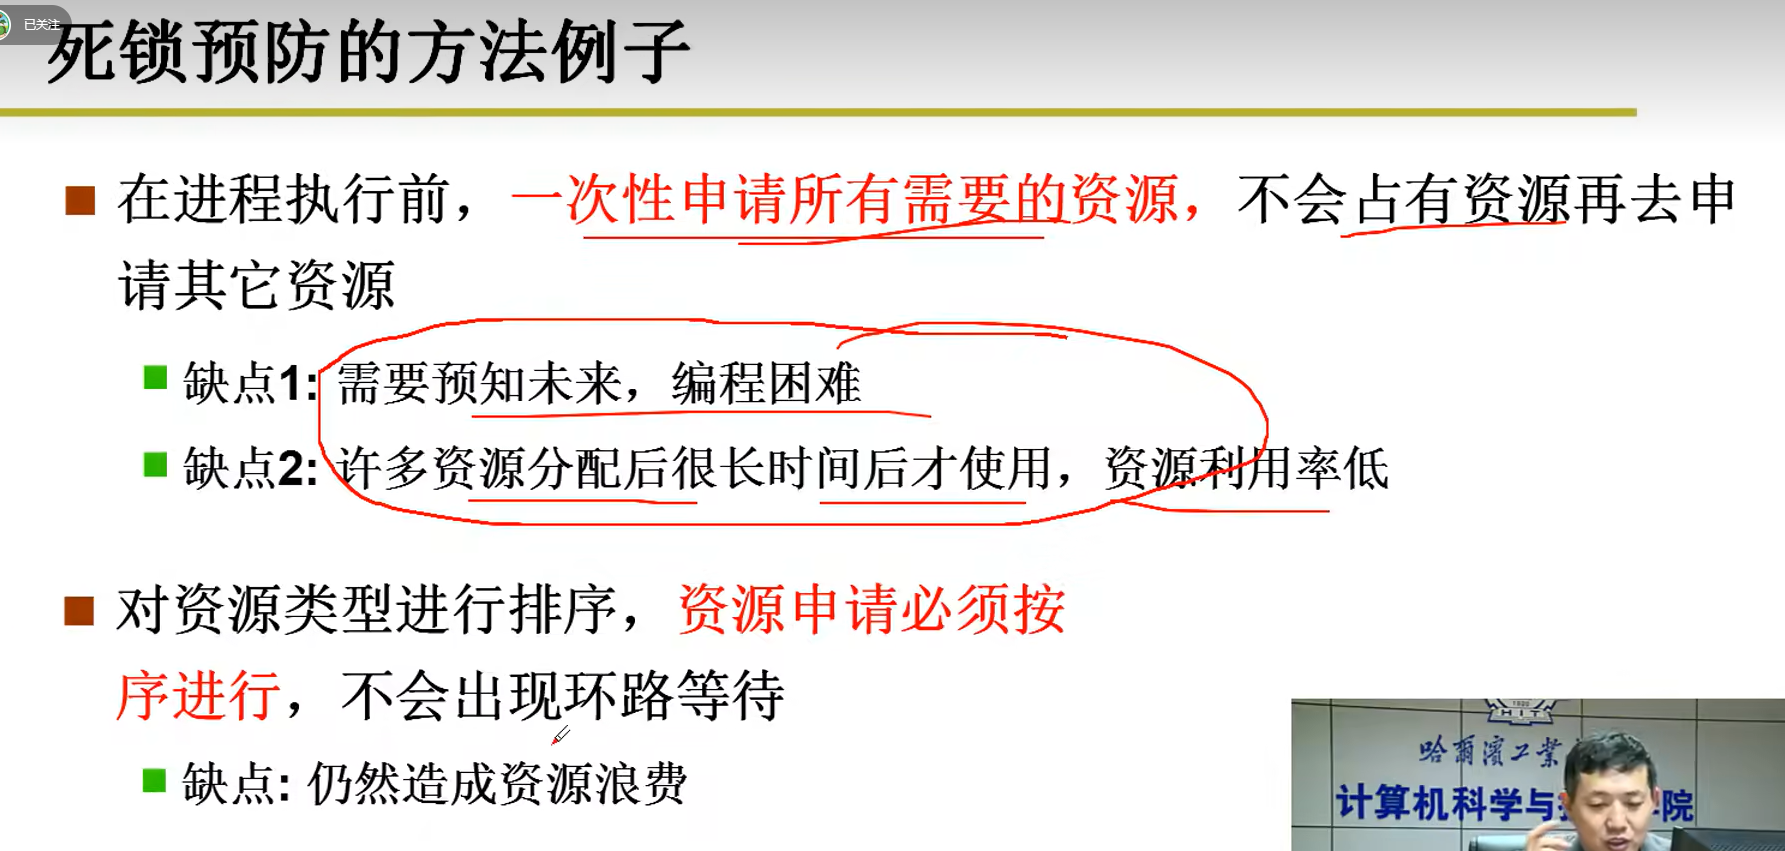 已关注
死锁预防的方法例子
在进程执行前，一次性申请所有需要的资源，不会占有资源再去申
请其它资源
缺点1: 需要预知未来，编程困难
缺点2: 许多资源分配后很长时间后才使用，资源利用率低
对资源类型进行排序，资源申请必须按
序进行，不会出现环路等待
缺点: 仍然造成资源浪费
1920
HIT
哈尔滨工业
计算机科学与
院